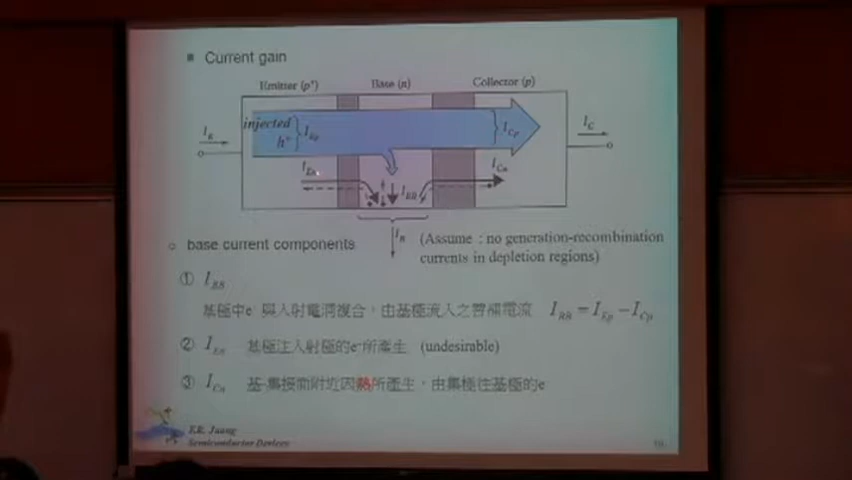 Current gain
Emitter (p⁺) Base (n) Collector (p)
injected
h⁺
I_Ep
I_Cp
I_E
I_C
I_En
I_Cn
I_BB
I_B
(Assume : no generation-recombination
currents in depletion regions)
base current components
① I_BB
基極中e⁻與入射電洞複合，由基極流入之替補電流 I_BB = I_Ep − I_Cp
② I_En 基極注入射極的e⁻所產生 (undesirable)
③ I_Cn 基-集接面附近因熱所產生，由集極往基極的e
Semiconductor Devices